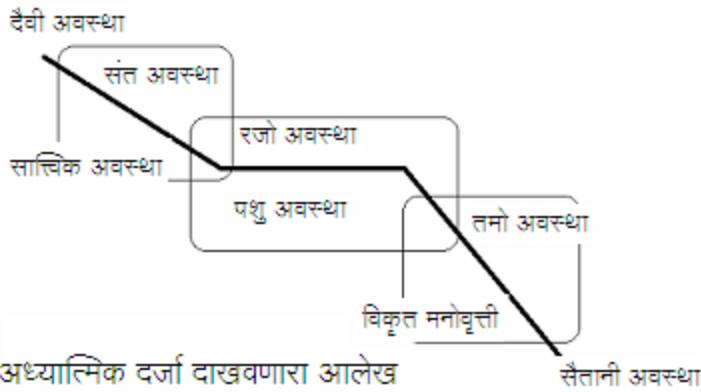 दैवी अवस्था
संत अवस्था
रजो अवस्था
सात्त्विक अवस्था
पशु अवस्था
तमो अवस्था
विकृत मनोवृत्ती
अध्यात्मिक दर्जा दाखवणारा आलेख
सैतानी अवस्था